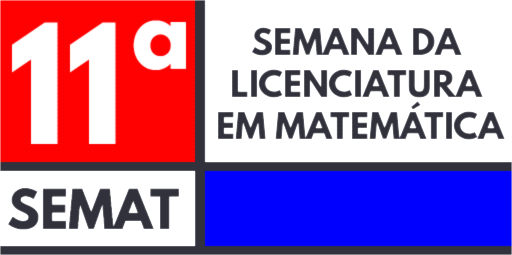 11ª
SEMANA DA
LICENCIATURA
EM MATEMÁTICA
SEMAT